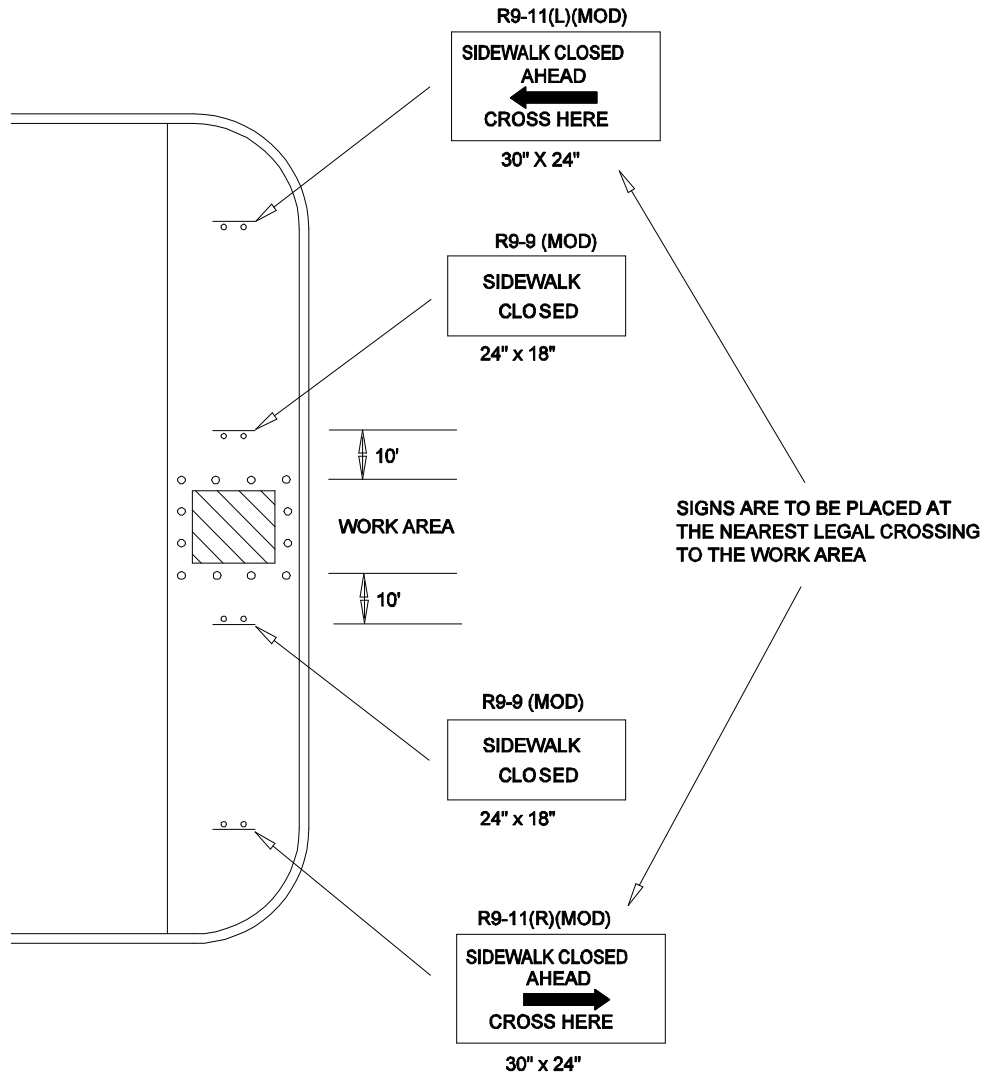 R9-11(L)(MOD)
SIDEWALK CLOSED
AHEAD
CROSS HERE
30" X 24"
R9-9 (MOD)
SIDEWALK
CLOSED
24" x 18"
10'
WORK AREA
10'
SIGNS ARE TO BE PLACED AT
THE NEAREST LEGAL CROSSING
TO THE WORK AREA
R9-9 (MOD)
SIDEWALK
CLOSED
24" x 18"
R9-11(R)(MOD)
SIDEWALK CLOSED
AHEAD
CROSS HERE
30" x 24"